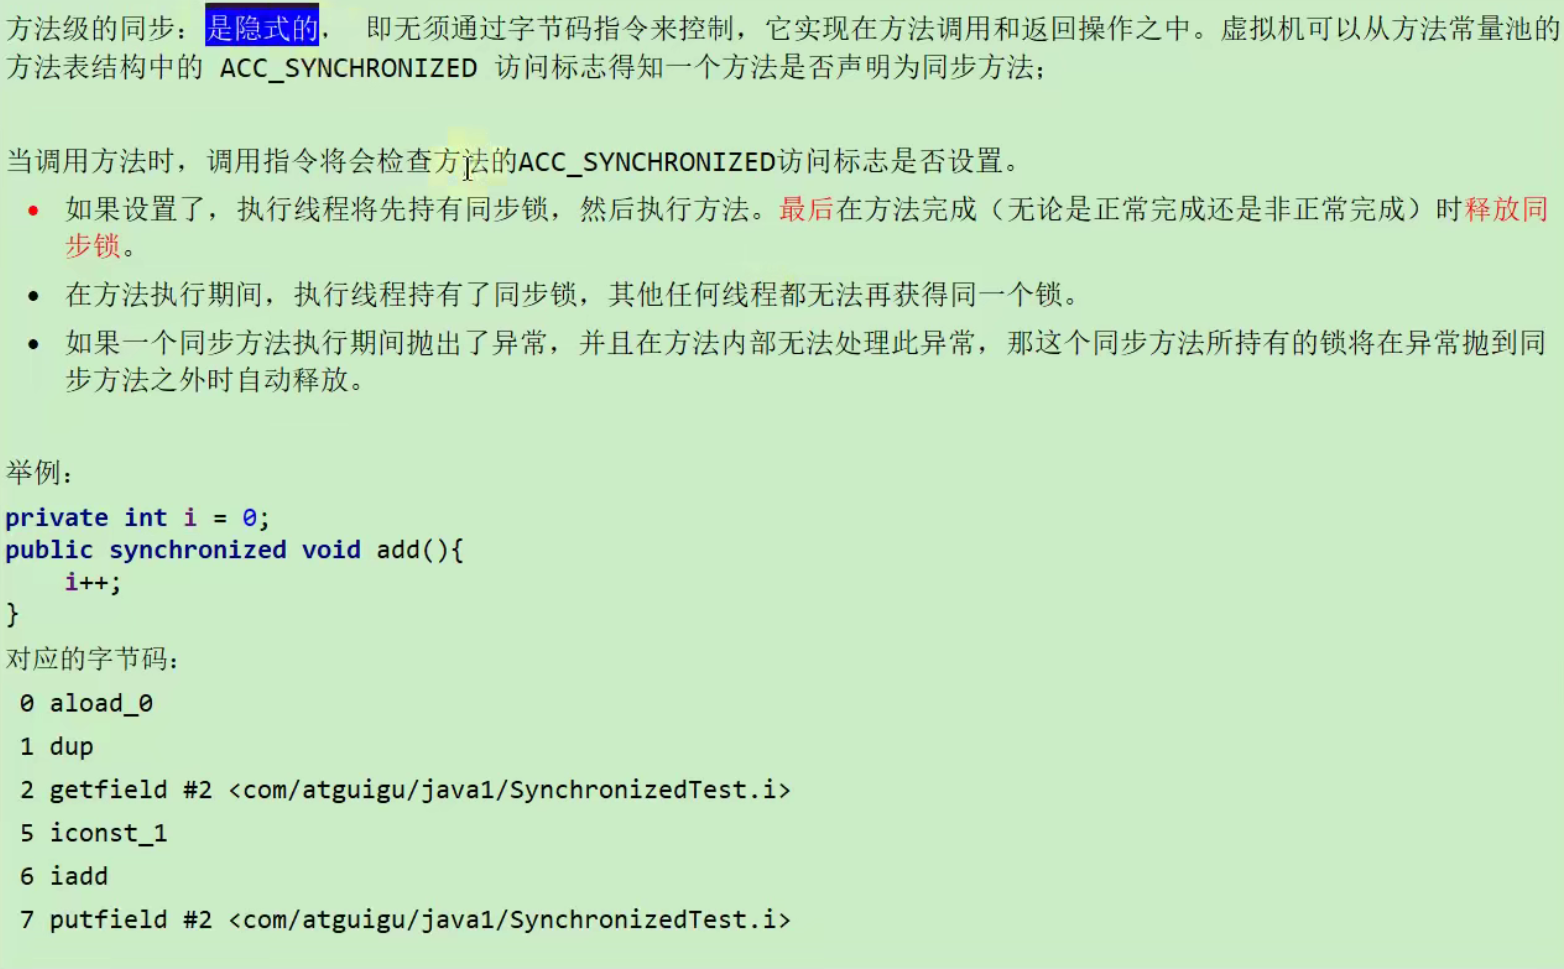 方法级的同步：是隐式的， 即无须通过字节码指令来控制，它实现在方法调用和返回操作之中。虚拟机可以从方法常量池的
方法表结构中的 ACC_SYNCHRONIZED 访问标志得知一个方法是否声明为同步方法；
当调用方法时，调用指令将会检查方法的ACC_SYNCHRONIZED访问标志是否设置。
• 如果设置了，执行线程将先持有同步锁，然后执行方法。最后在方法完成（无论是正常完成还是非正常完成）时释放同
步锁。
• 在方法执行期间，执行线程持有了同步锁，其他任何线程都无法再获得同一个锁。
• 如果一个同步方法执行期间抛出了异常，并且在方法内部无法处理此异常，那这个同步方法所持有的锁将在异常抛到同
步方法之外时自动释放。
举例：
private int i = 0;
public synchronized void add(){
    i++;
}
对应的字节码：
0 aload_0
1 dup
2 getfield #2 <com/atguigu/java1/SynchronizedTest.i>
5 iconst_1
6 iadd
7 putfield #2 <com/atguigu/java1/SynchronizedTest.i>